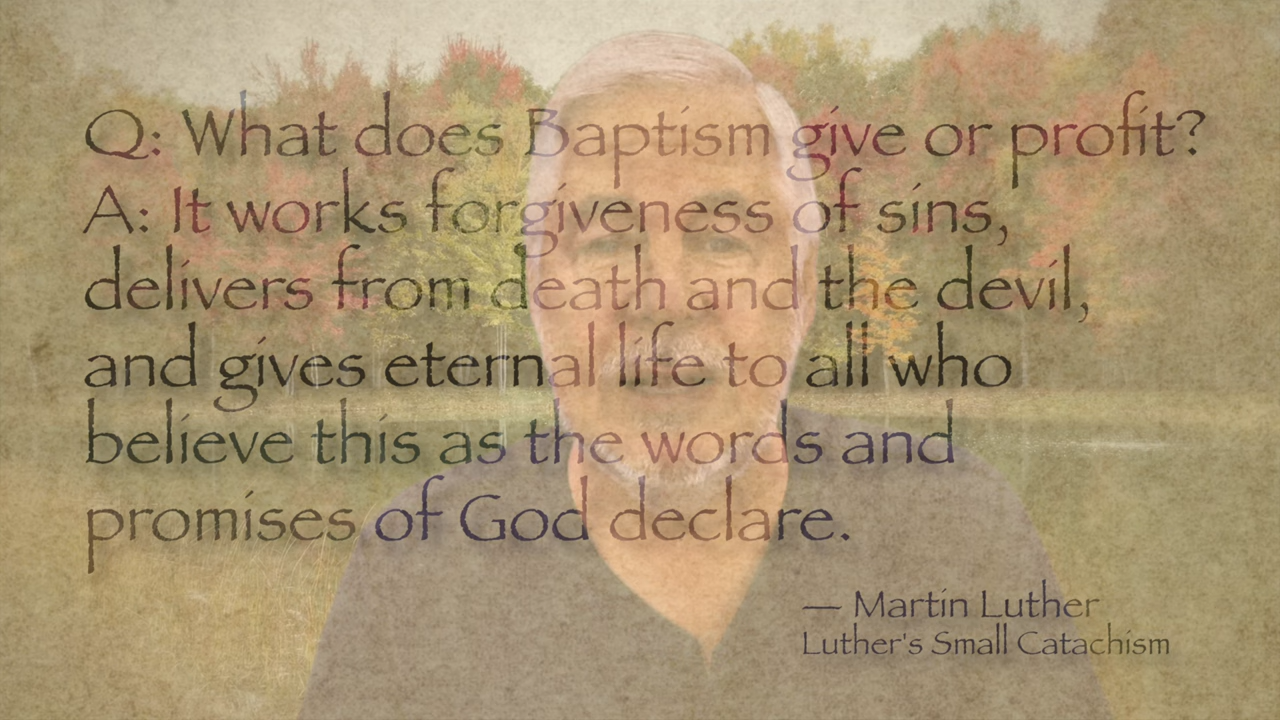 Q: What does Baptism give or profit?
A: It works forgiveness of sins,
delivers from death and the devil,
and gives eternal life to all who
believe this as the words and
promises of God declare.
— Martin Luther
Luther's Small Catachism